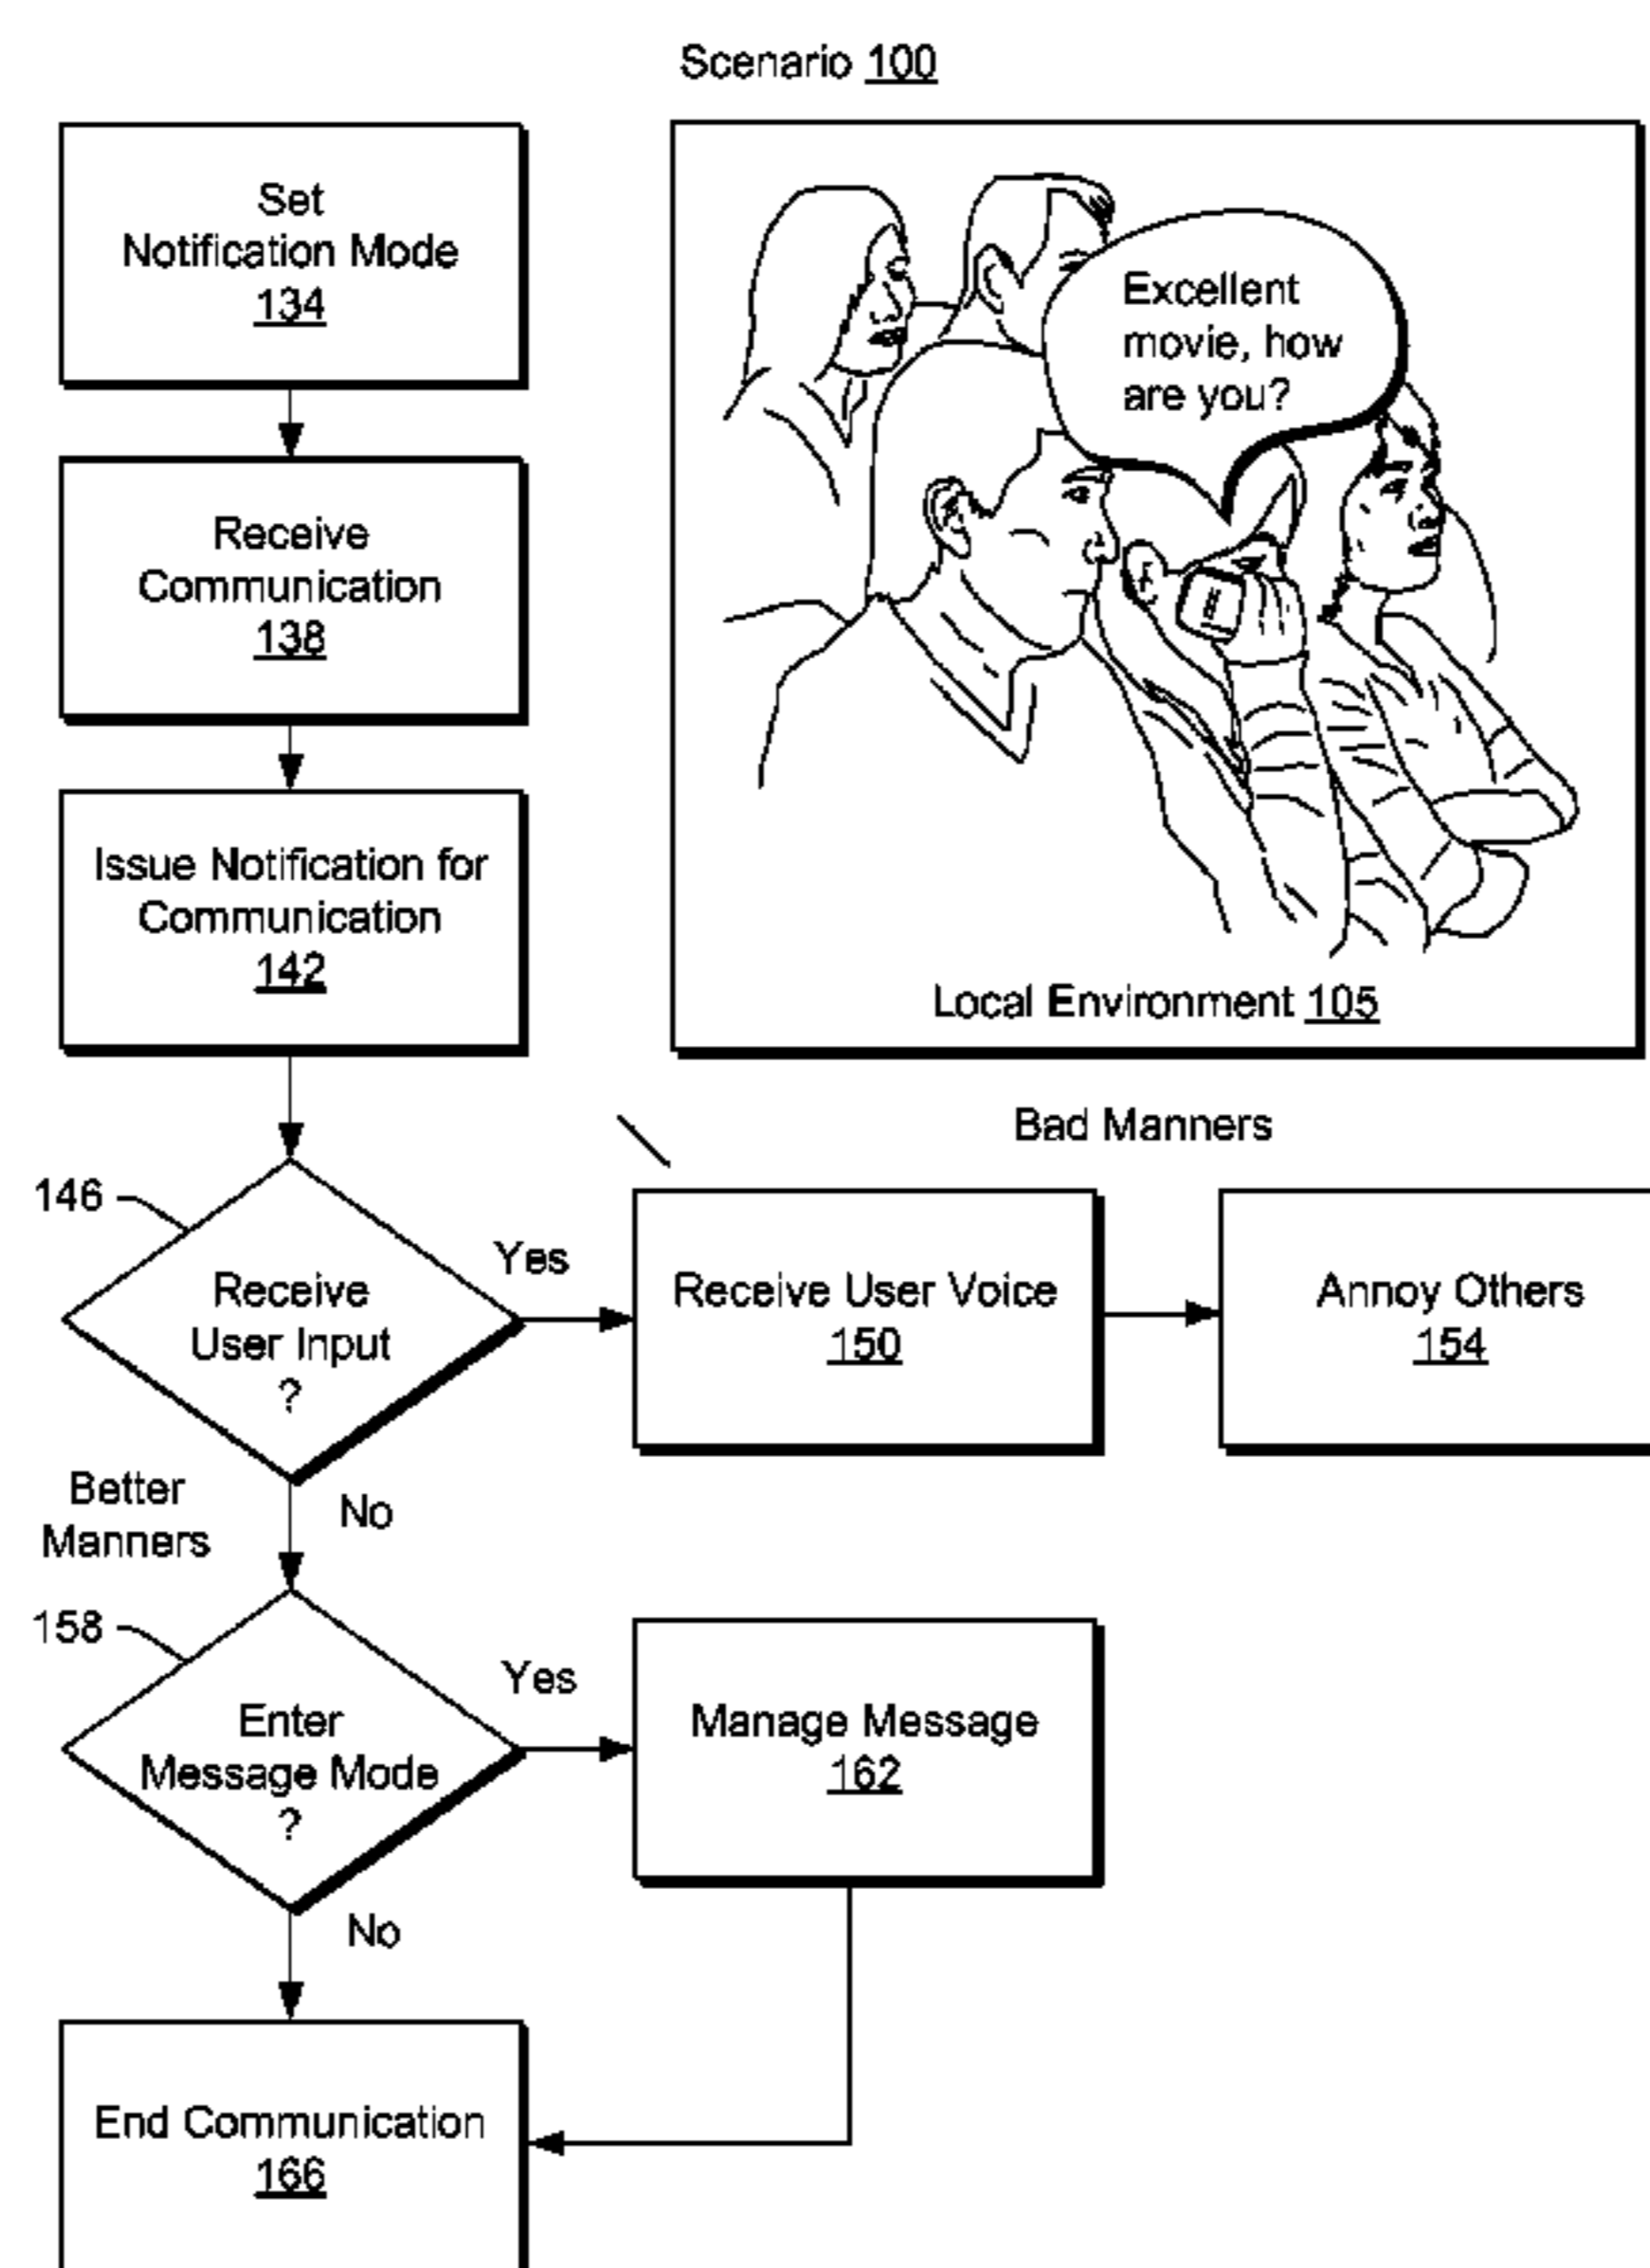 Scenario 100
Set
Notification Mode
134
Receive
Communication
138
Issue Notification for
Communication
142
Excellent
movie, how
are you?
Local Environment 105
Bad Manners
146
Receive
User Input
?
Yes
Receive User Voice
150
Annoy Others
154
Better
Manners
No
158
Enter
Message Mode
?
Yes
Manage Message
162
No
End Communication
166